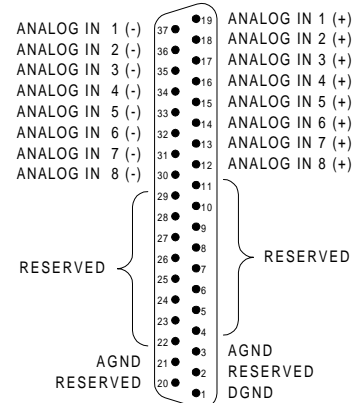 19 ANALOG IN 1 (+)
ANALOG IN 1 (-) 37
18 ANALOG IN 2 (+)
ANALOG IN 2 (-) 36
17 ANALOG IN 3 (+)
ANALOG IN 3 (-) 35
16 ANALOG IN 4 (+)
ANALOG IN 4 (-) 34
15 ANALOG IN 5 (+)
ANALOG IN 5 (-) 33
14 ANALOG IN 6 (+)
ANALOG IN 6 (-) 32
13 ANALOG IN 7 (+)
ANALOG IN 7 (-) 31
12 ANALOG IN 8 (+)
ANALOG IN 8 (-) 30
11
29
10
28
9
27
8
26
RESERVED
7
RESERVED
25
6
24
5
23
4
22
3 AGND
AGND 21
2 RESERVED
RESERVED 20
1 DGND